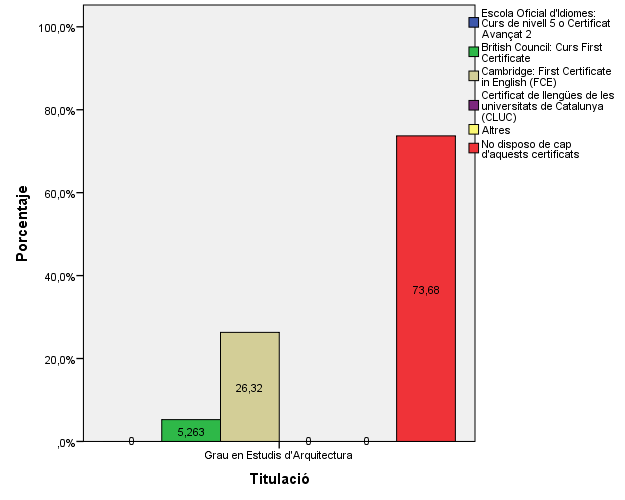 100,0%
80,0%
60,0%
40,0%
20,0%
,0%
Porcentaje
0
5,263
26,32
0
0
73,68
Grau en Estudis d'Arquitectura
Titulació
Escola Oficial d'Idiomes:
Curs de nivell 5 o Certificat
Avançat 2
British Council: Curs First
Certificate
Cambridge: First Certificate
in English (FCE)
Certificat de llengües de les
universitats de Catalunya
(CLUC)
Altres
No disposo de cap
d'aquests certificats